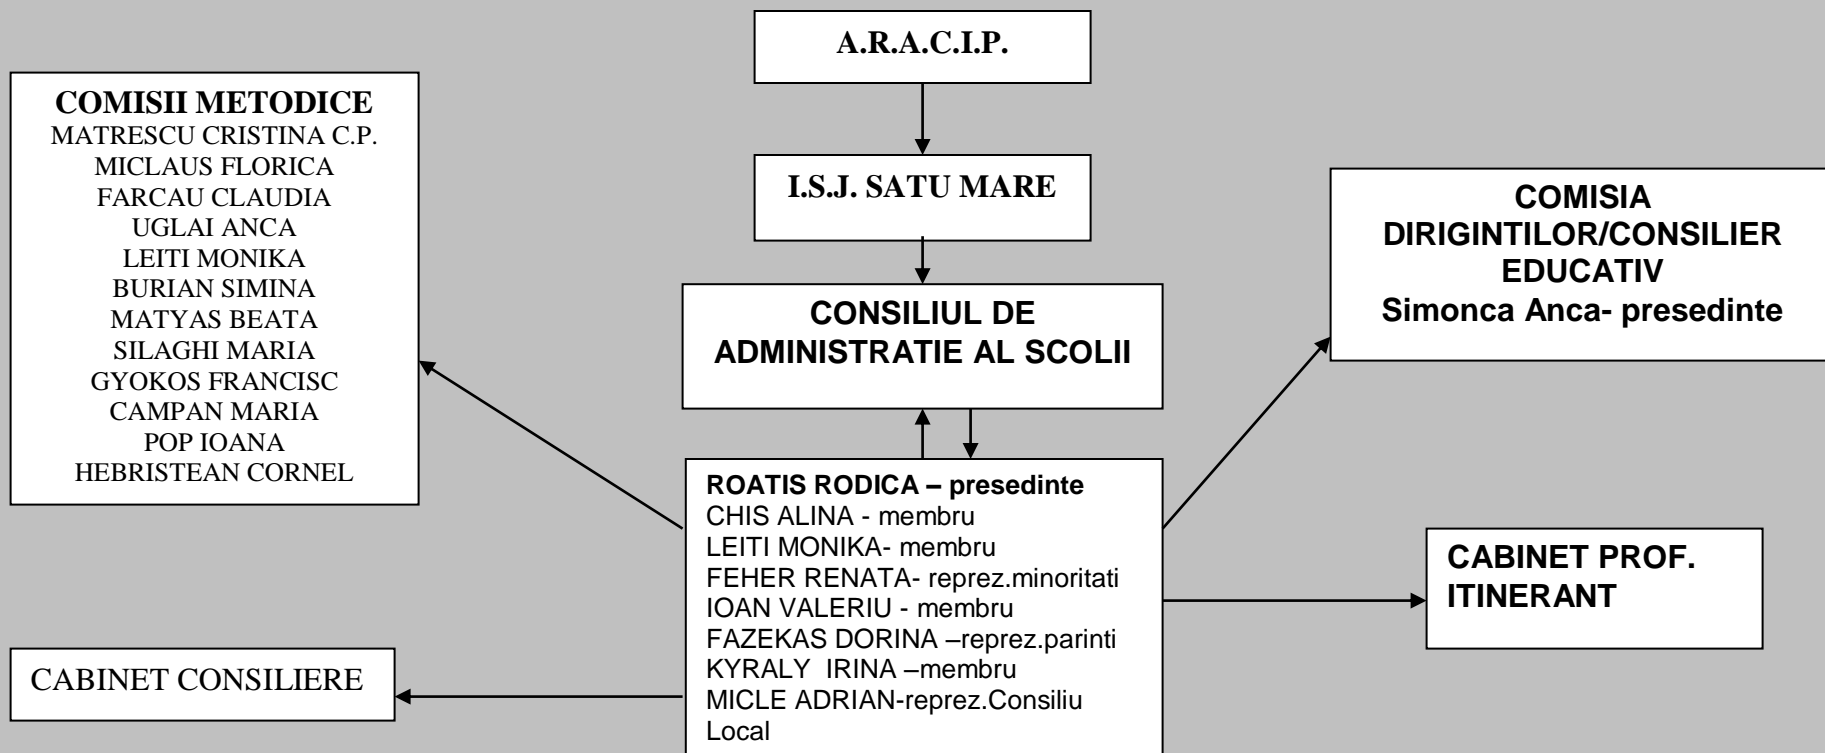 A.R.A.C.I.P.
COMISII METODICE
MATRESCU CRISTINA C.P.
MICLAUS FLORICA
FARCAU CLAUDIA
UGLAI ANCA
LEITI MONIKA
BURIAN SIMINA
MATYAS BEATA
SILAGHI MARIA
GYOKOS FRANCISC
CAMPAN MARIA
POP IOANA
HEBRISTEAN CORNEL
I.S.J. SATU MARE
COMISIA
DIRIGINTILOR/CONSILIER
EDUCATIV
Simonca Anca- presedinte
CONSILIUL DE
ADMINISTRATIE AL SCOLII
ROATIS RODICA – presedinte
CHIS ALINA - membru
LEITI MONIKA- membru
FEHER RENATA- reprez.minoritati
IOAN VALERIU - membru
FAZEKAS DORINA –reprez.parinti
KYRALY IRINA –membru
MICLE ADRIAN-reprez.Consiliu
Local
CABINET PROF.
ITINERANT
CABINET CONSILIERE